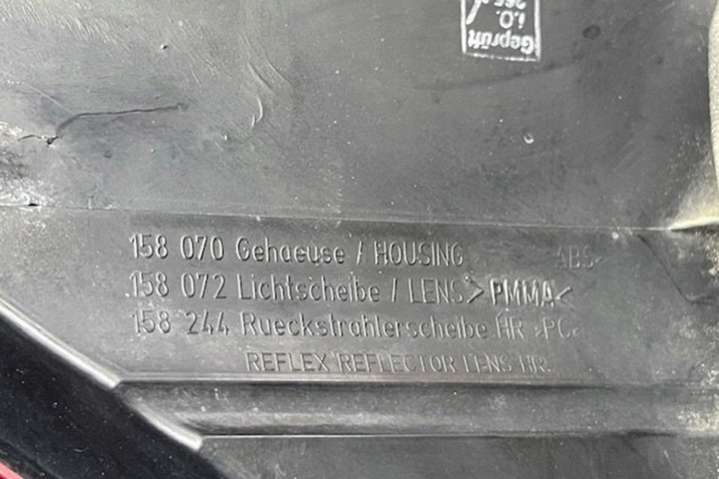 Geprüft
i.O.
158 070 Gehaeuse / HOUSING ABS<
158 072 Lichtscheibe / LENS >PMMA<
158 244 Rueckstrahlerscheibe HR >PC<
REFLEX REFLECTOR LENS HR.